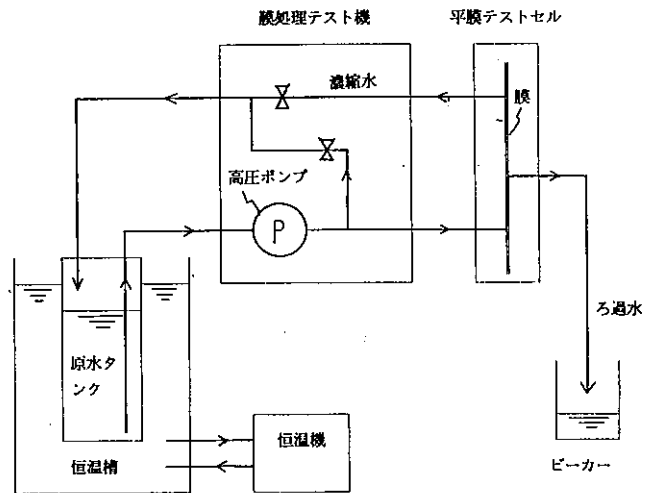 膜処理テスト機
平膜テストセル
濃縮水
膜
高圧ポンプ
P
ろ過水
原水タ
ンク
恒温機
恒温槽
ビーカー